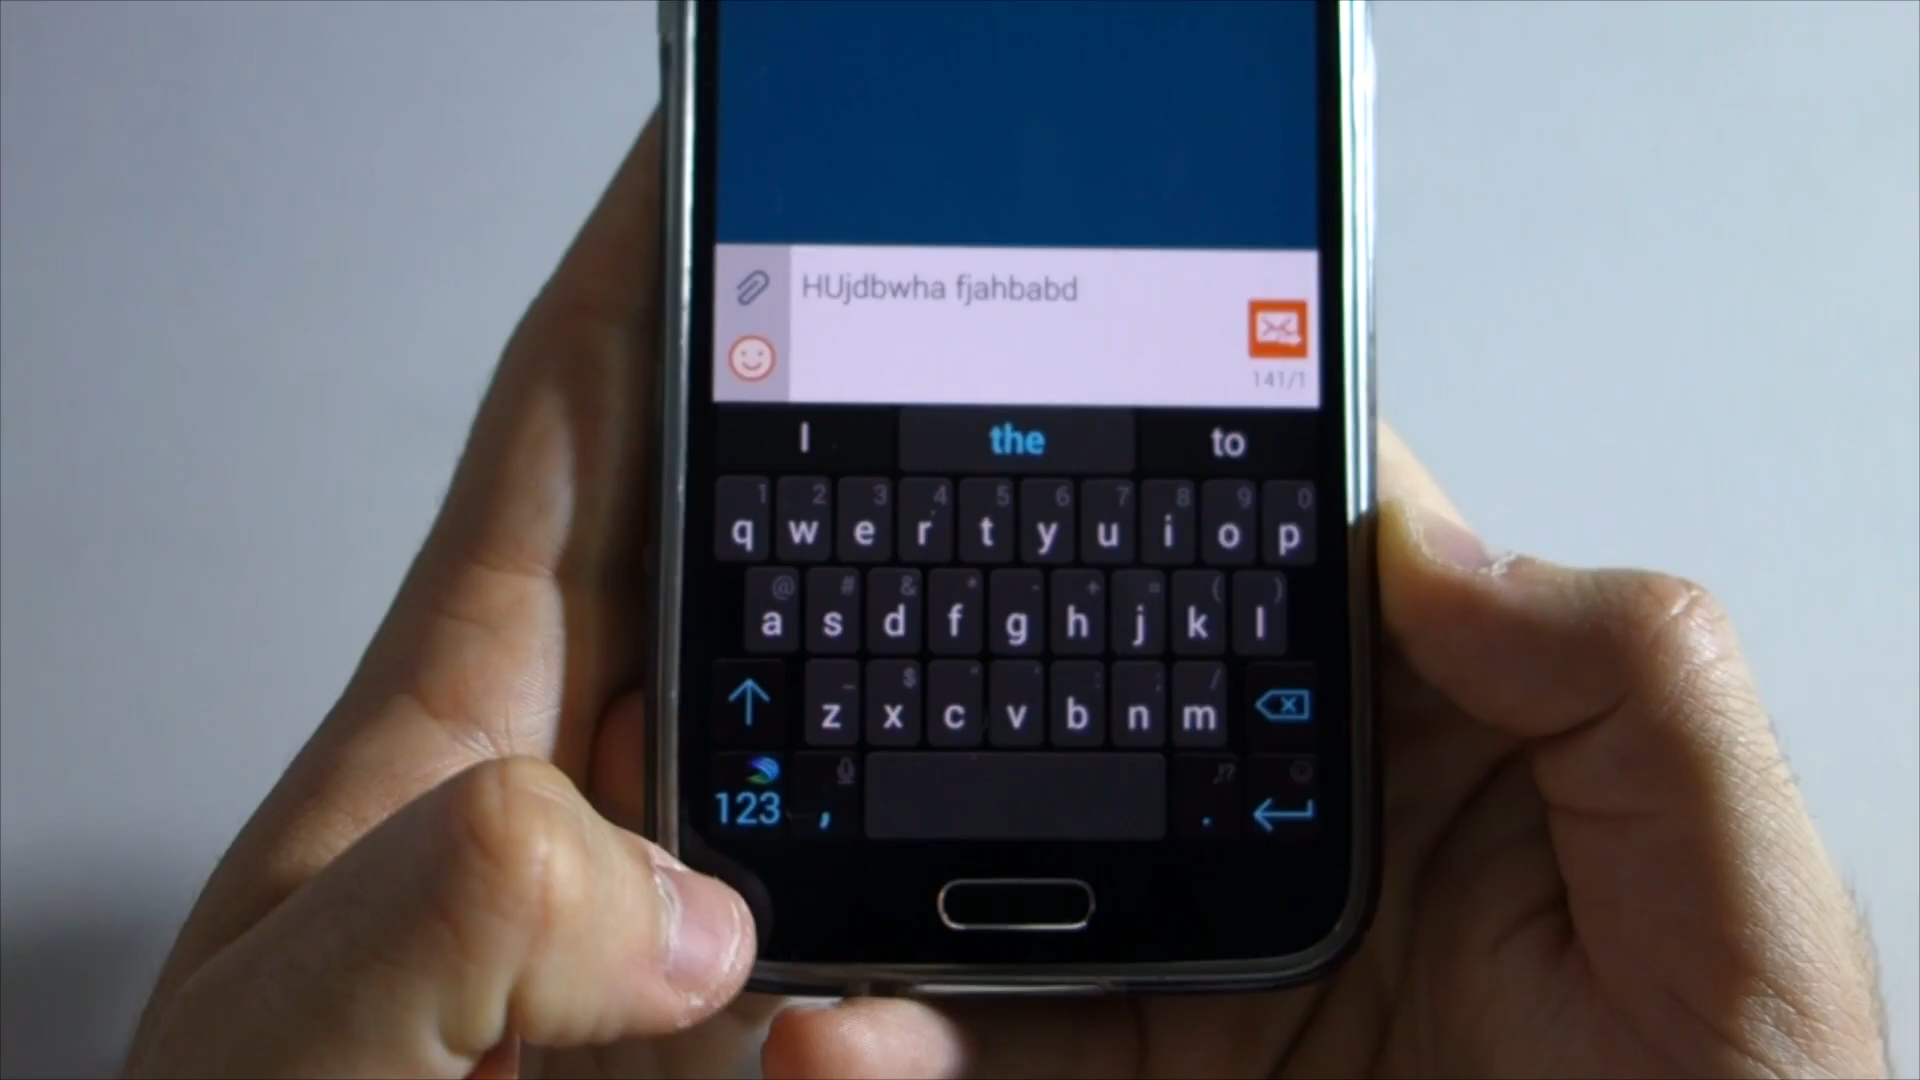 HUjdbwha fjahbabd
141/1
I the to
1 2 3 4 5 6 7 8 9 0
q w e r t y u i o p
@ # & * - + = ( )
a s d f g h j k l
_ $ " ' : ; /
z x c v b n m
!?
123 , .